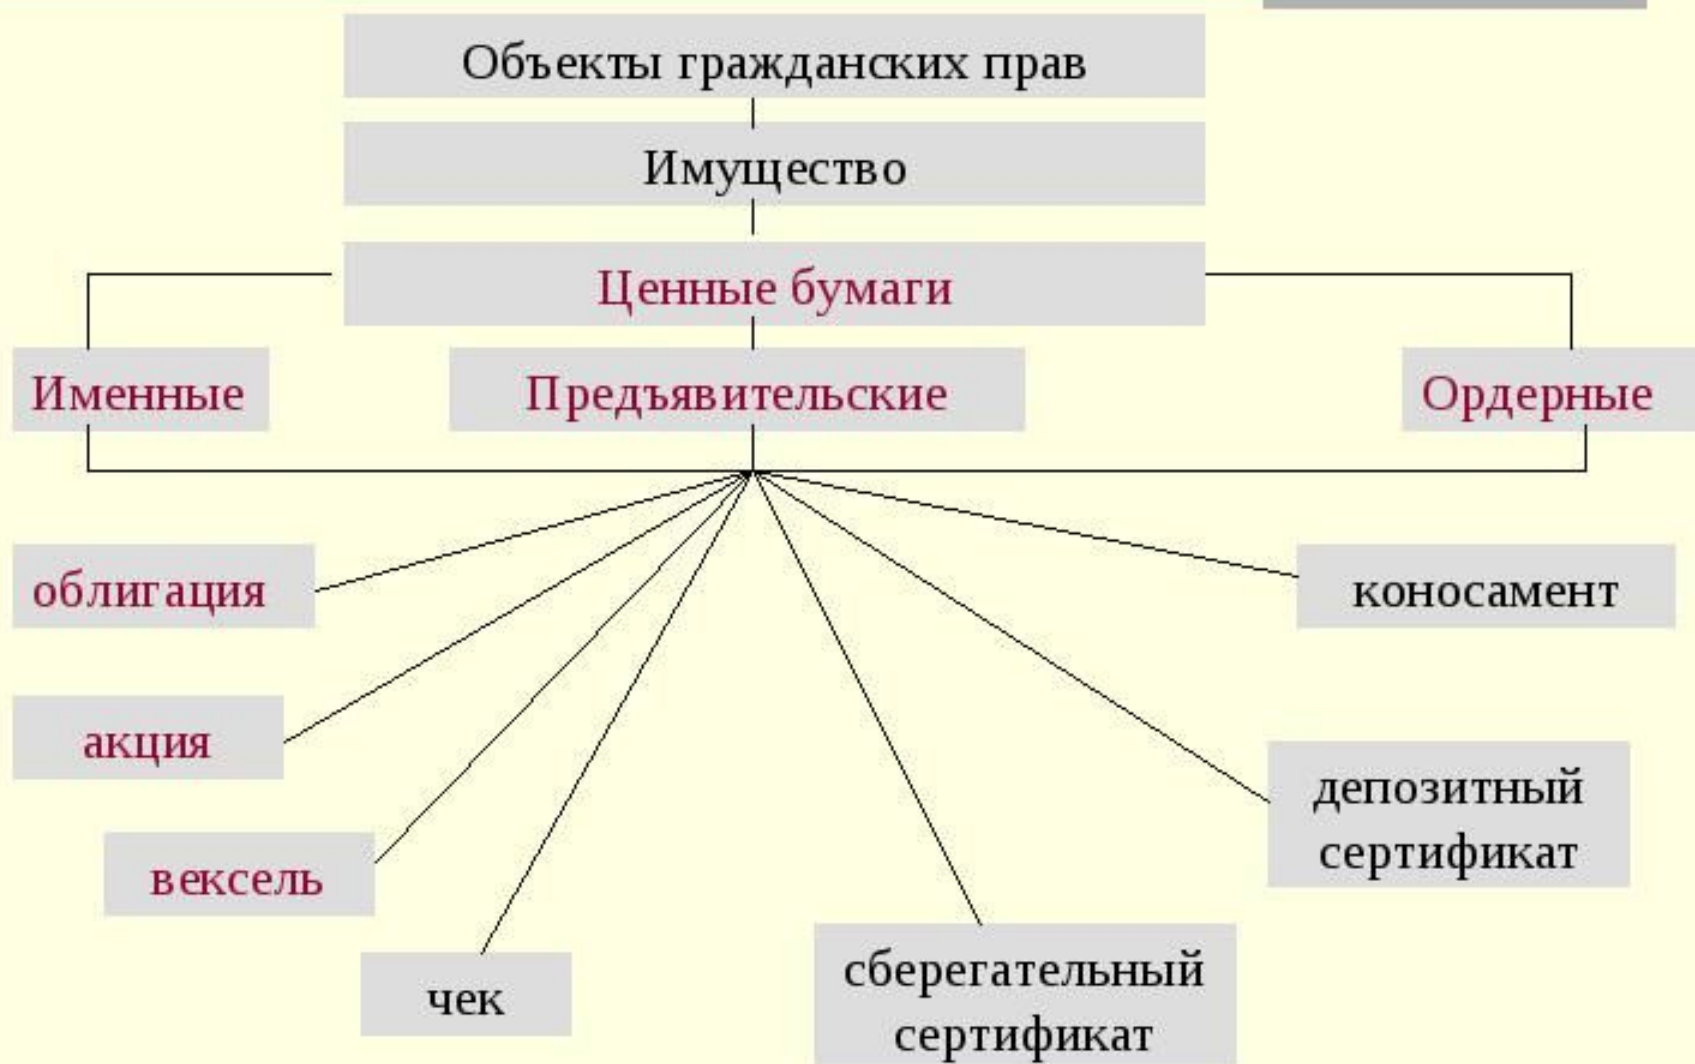 Объекты гражданских прав
Имущество
Ценные бумаги
Именные
Предъявительские
Ордерные
облигация
коносамент
акция
депозитный
сертификат
вексель
чек
сберегательный
сертификат